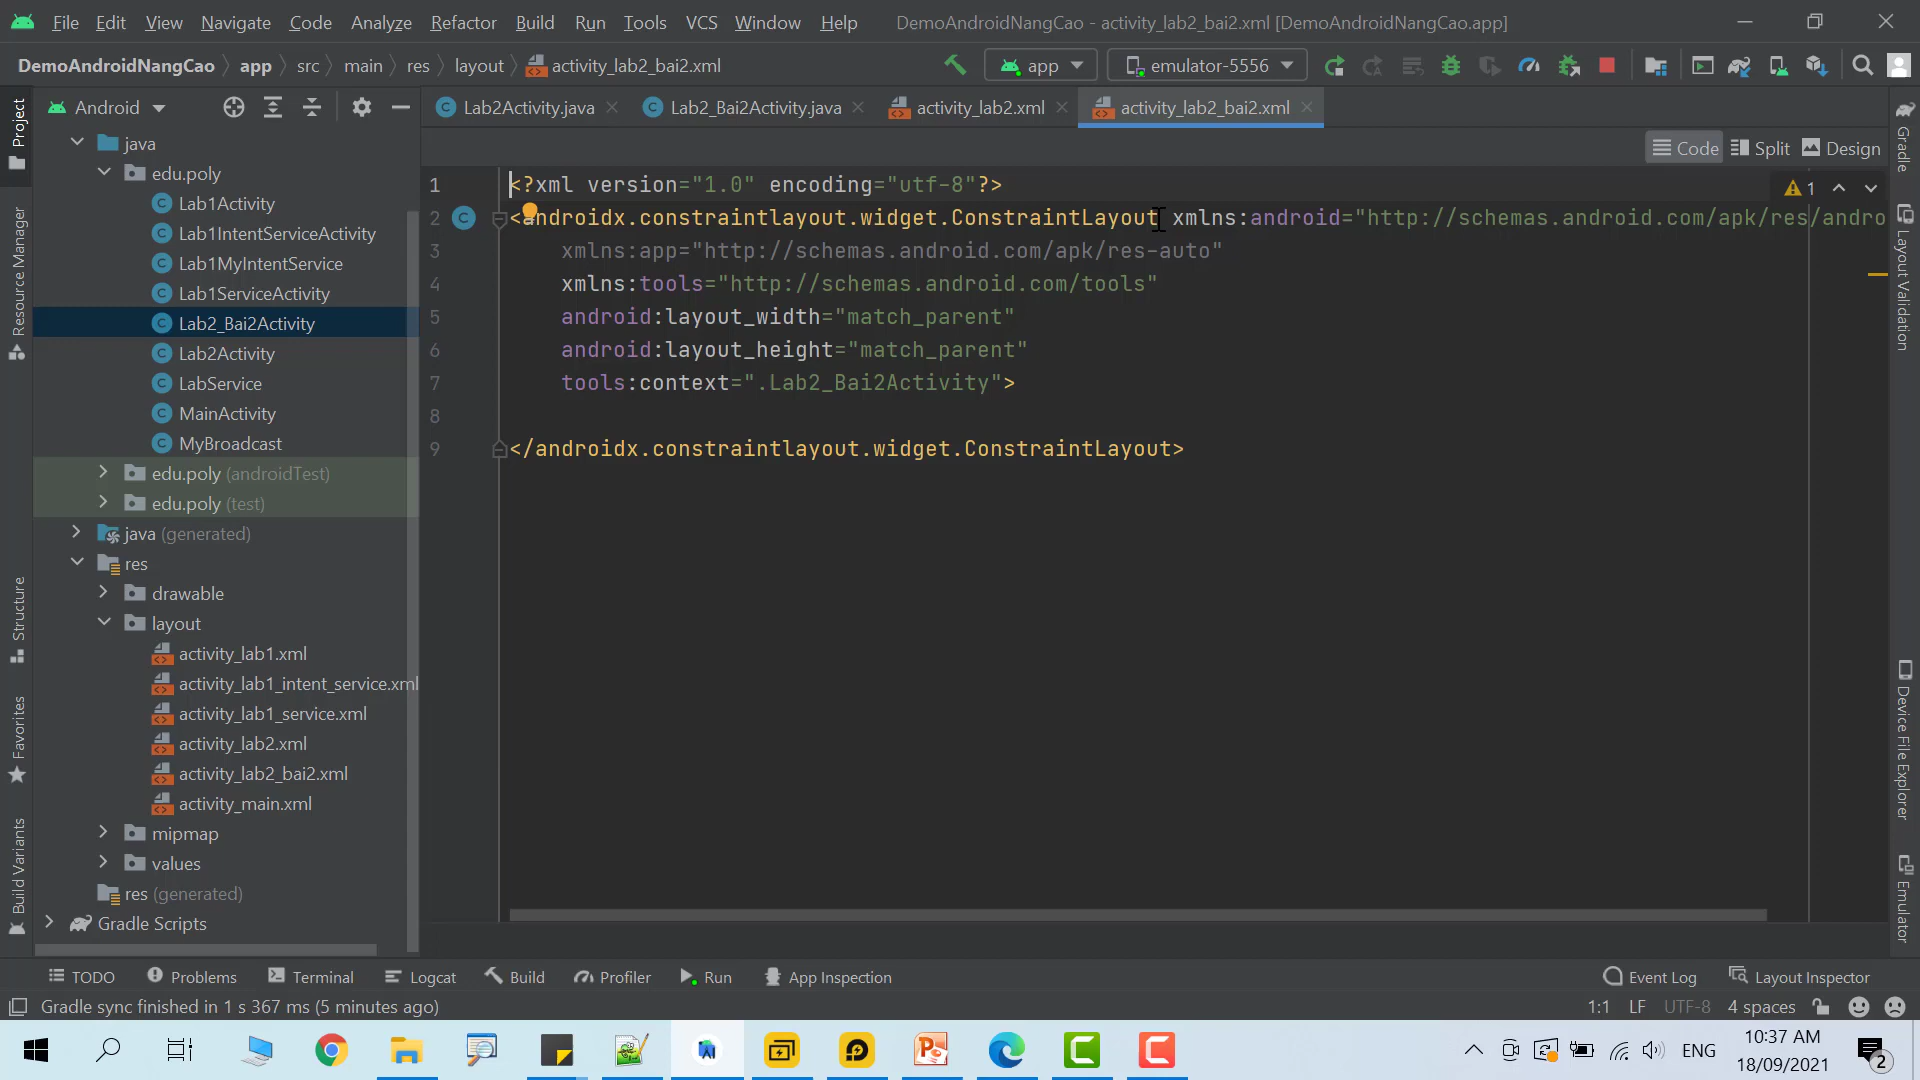 File Edit View Navigate Code Analyze Refactor Build Run Tools VCS Window Help DemoAndroidNangCao - activity_lab2_bai2.xml [DemoAndroidNangCao.app]
DemoAndroidNangCao app src main res layout activity_lab2_bai2.xml app emulator-5556
Android
Lab2Activity.java Lab2_Bai2Activity.java activity_lab2.xml activity_lab2_bai2.xml
Code Split Design
Project
Resource Manager
Structure
Favorites
Build Variants
java
edu.poly
Lab1Activity
Lab1IntentServiceActivity
Lab1MyIntentService
Lab1ServiceActivity
Lab2_Bai2Activity
Lab2Activity
LabService
MainActivity
MyBroadcast
edu.poly (androidTest)
edu.poly (test)
java (generated)
res
drawable
layout
activity_lab1.xml
activity_lab1_intent_service.xml
activity_lab1_service.xml
activity_lab2.xml
activity_lab2_bai2.xml
activity_main.xml
mipmap
values
res (generated)
Gradle Scripts
1 <?xml version="1.0" encoding="utf-8"?>
2 <androidx.constraintlayout.widget.ConstraintLayout xmlns:android="http://schemas.android.com/apk/res/andro
3 xmlns:app="http://schemas.android.com/apk/res-auto"
4 xmlns:tools="http://schemas.android.com/tools"
5 android:layout_width="match_parent"
6 android:layout_height="match_parent"
7 tools:context=".Lab2_Bai2Activity">
8
9 </androidx.constraintlayout.widget.ConstraintLayout>
1
Gradle
Layout Validation
Device File Explorer
Emulator
TODO Problems Terminal Logcat Build Profiler Run App Inspection Event Log Layout Inspector
Gradle sync finished in 1 s 367 ms (5 minutes ago) 1:1 LF UTF-8 4 spaces
ENG
10:37 AM
18/09/2021
2